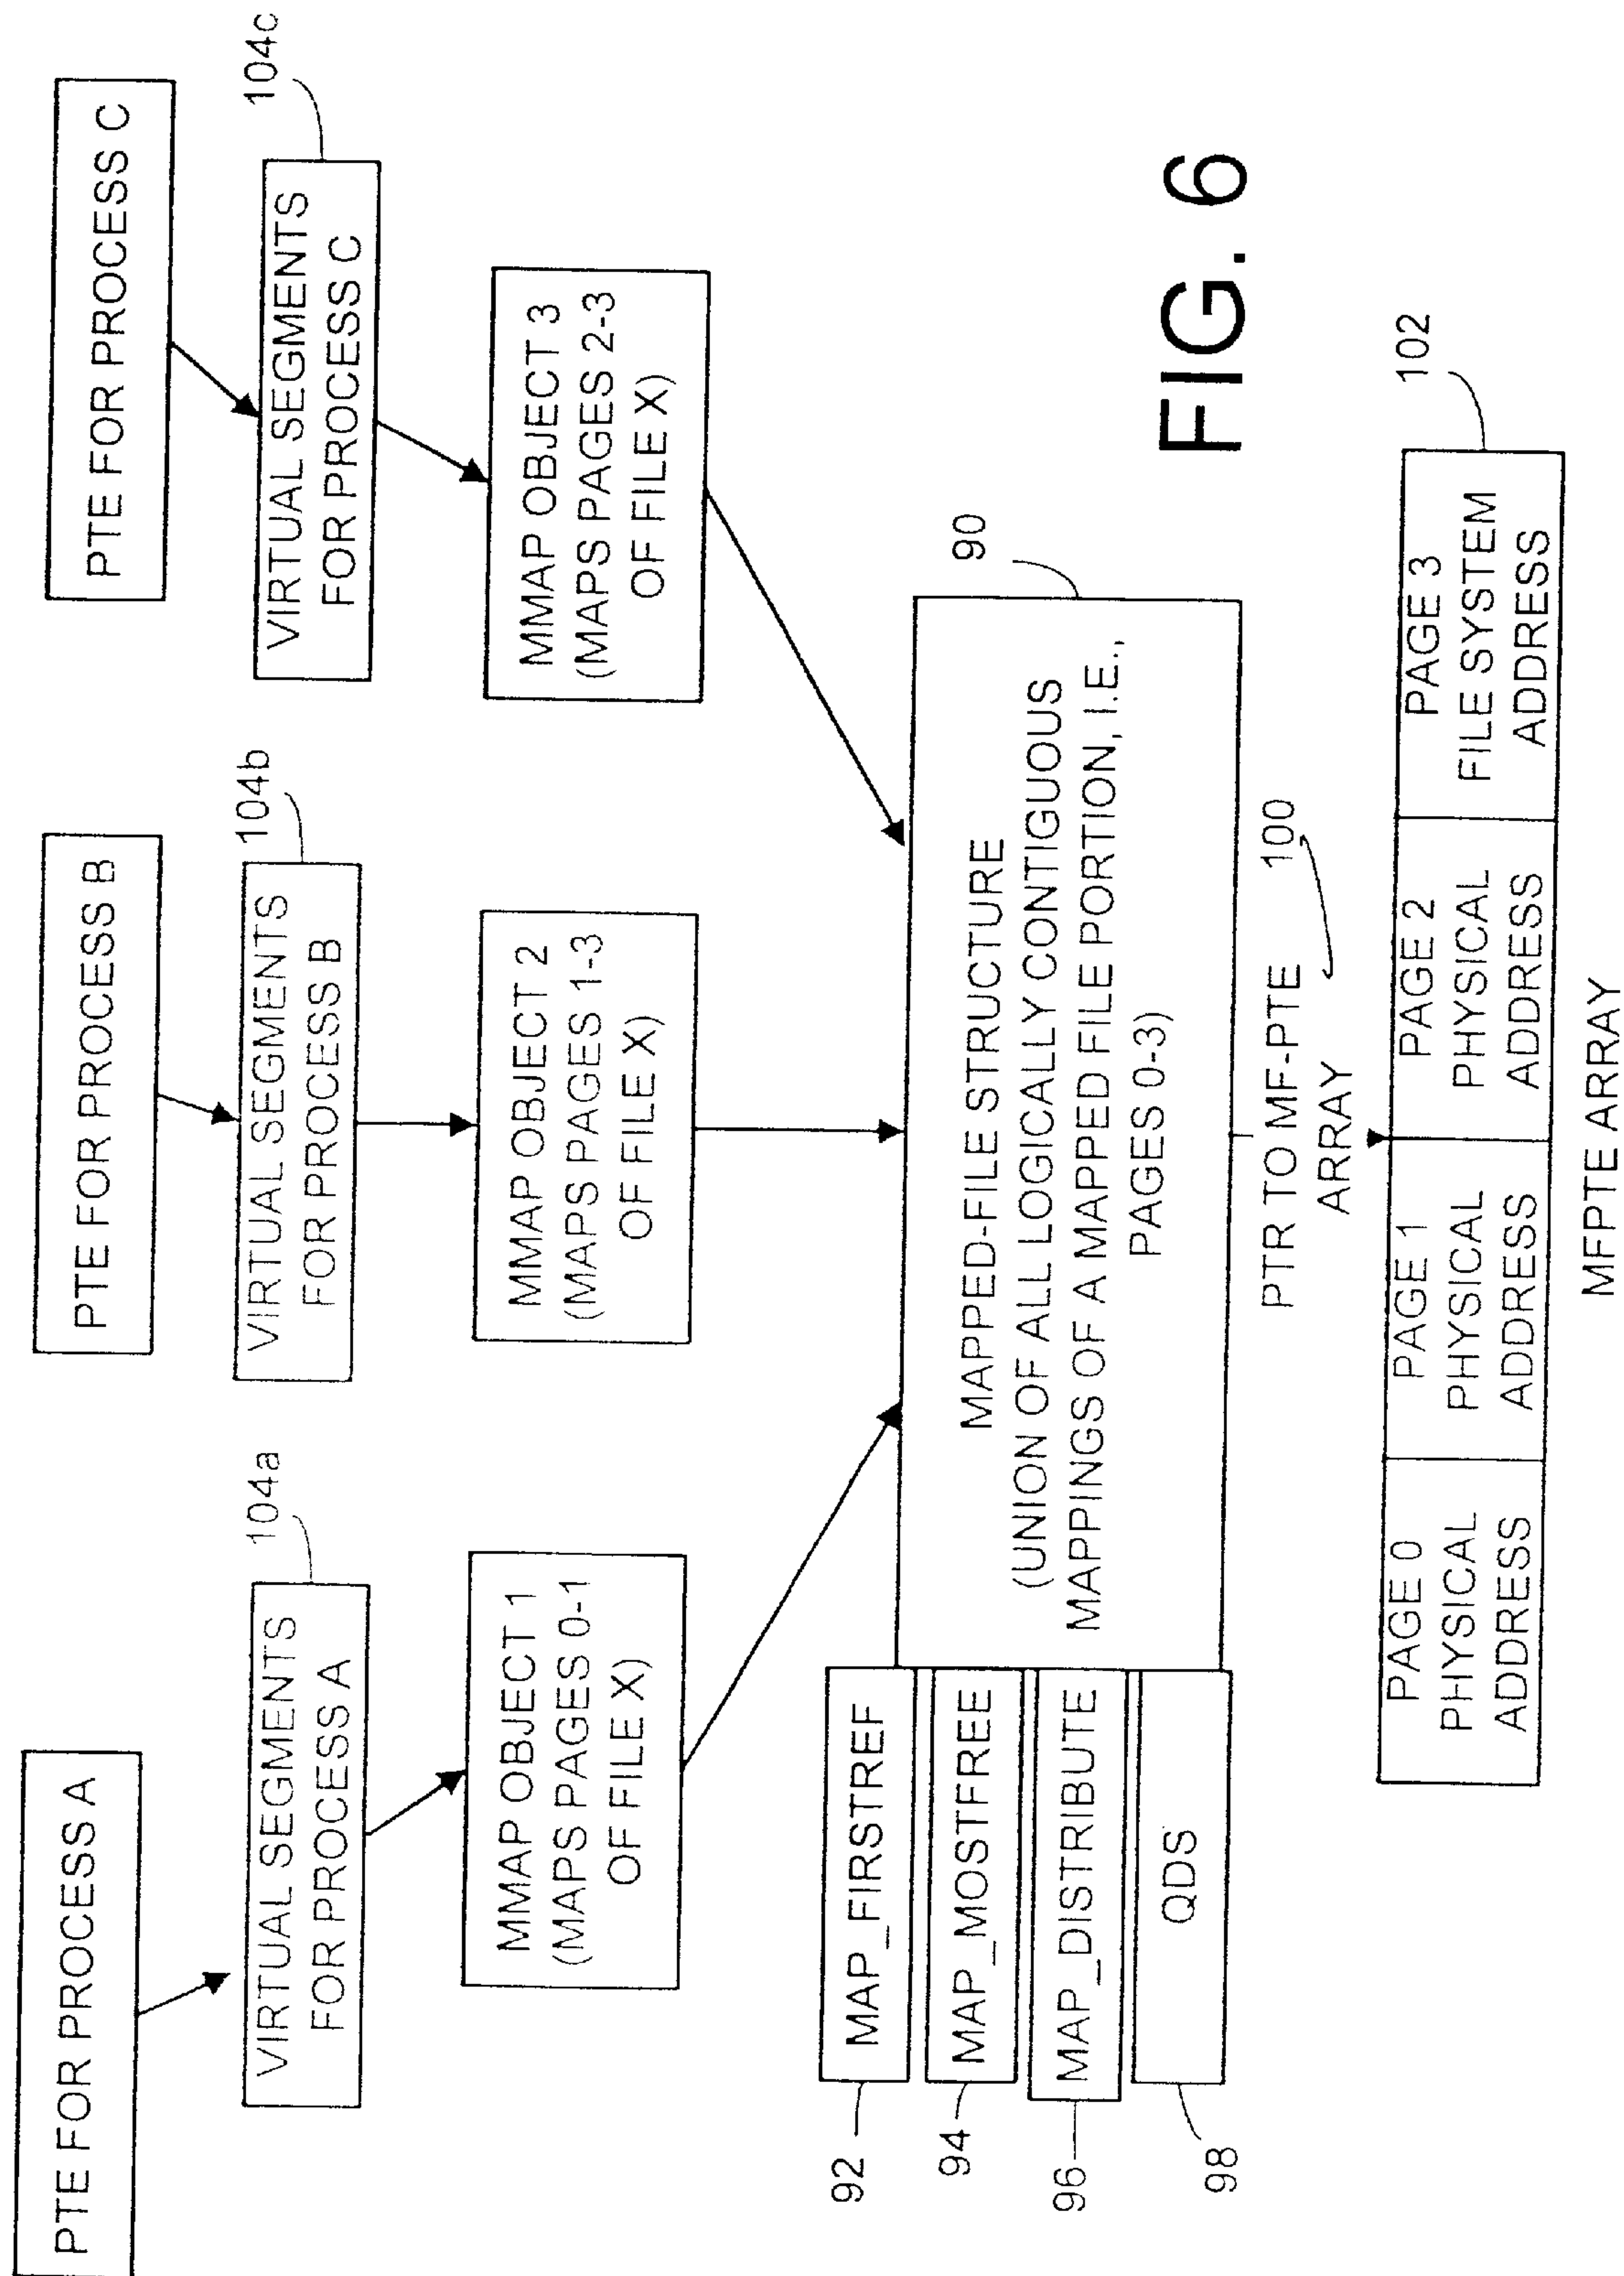 PTE FOR PROCESS A
PTE FOR PROCESS B
PTE FOR PROCESS C
104a
104b
104c
VIRTUAL SEGMENTS
FOR PROCESS A
VIRTUAL SEGMENTS
FOR PROCESS B
VIRTUAL SEGMENTS
FOR PROCESS C
MMAP OBJECT 1
(MAPS PAGES 0-1
OF FILE X)
MMAP OBJECT 2
(MAPS PAGES 1-3
OF FILE X)
MMAP OBJECT 3
(MAPS PAGES 2-3
OF FILE X)
92
MAP_FIRSTREF
94
MAP_MOSTFREE
96
MAP_DISTRIBUTE
98
QDS
90
MAPPED-FILE STRUCTURE
(UNION OF ALL LOGICALLY CONTIGUOUS
MAPPINGS OF A MAPPED FILE PORTION, I.E.,
PAGES 0-3)
PTR TO MF-PTE
ARRAY
100
FIG. 6
102
PAGE 0
PHYSICAL
ADDRESS
PAGE 1
PHYSICAL
ADDRESS
PAGE 2
PHYSICAL
ADDRESS
PAGE 3
FILE SYSTEM
ADDRESS
MFPTE ARRAY